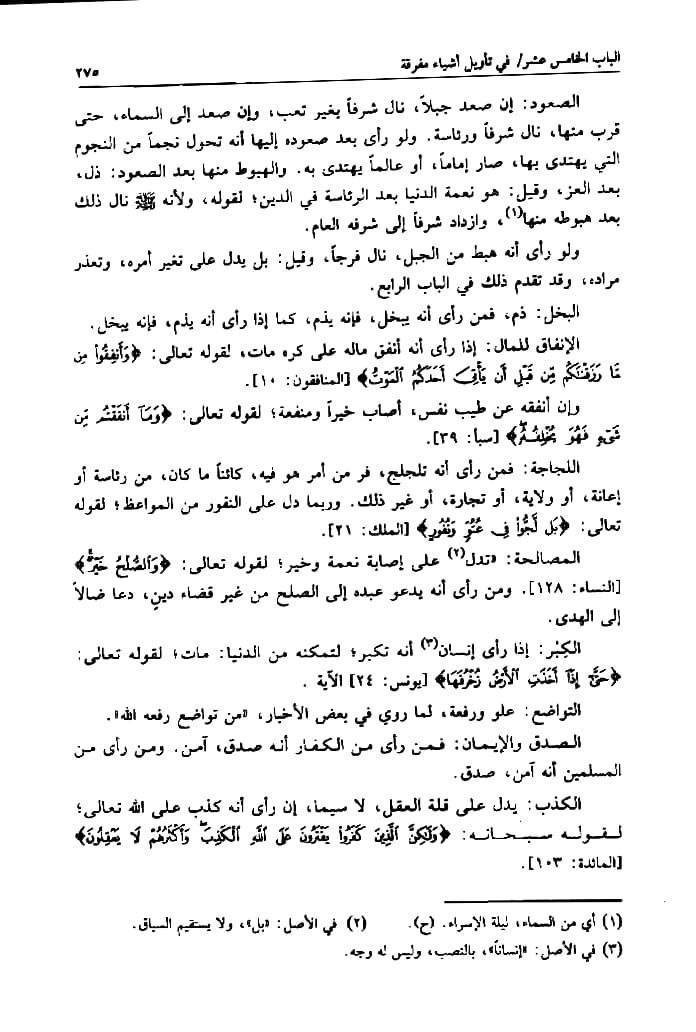 الباب الخامس عشر/ في تأويل أشياء مفرقة ٢٧٥
الصعود: إن صعد جبلاً، نال شرفاً بغير تعب، وإن صعد إلى السماء، حتى
قرب منها، نال شرفاً ورئاسة. ولو رأى بعد صعوده إليها أنه تحول نجماً من النجوم
التي يهتدى بها، صار إماماً، أو عالماً يهتدى به. والهبوط منها بعد الصعود: ذل،
بعد العز، وقيل: هو نعمة الدنيا بعد الرئاسة في الدين؛ لقوله، ولأنه ﷺ نال ذلك
بعد هبوطه منها(١)، وازداد شرفاً إلى شرفه العام.
ولو رأى أنه هبط من الجبل، نال فرجاً، وقيل: بل يدل على تغير أمره، وتعذر
مراده، وقد تقدم ذلك في الباب الرابع.
البخل: ذم، فمن رأى أنه يبخل، فإنه يذم، كما إذا رأى أنه يذم، فإنه يبخل.
الإنفاق للمال: إذا رأى أنه أنفق ماله على كره مات، لقوله تعالى: ﴿وَأَنفِقُوا۟ مِن
مَّا رَزَقْنَٰكُم مِّن قَبْلِ أَن يَأْتِىَ أَحَدَكُمُ ٱلْمَوْتُ﴾ [المنافقون: ١٠].
وإن أنفقه عن طيب نفس، أصاب خيراً ومنفعة؛ لقوله تعالى: ﴿وَمَآ أَنفَقْتُم مِّن
شَىْءٍ فَهُوَ يُخْلِفُهُۥ﴾ [سبأ: ٣٩].
اللجاجة: فمن رأى أنه تلجلج، فر من أمر هو فيه، كائناً ما كان، من رئاسة أو
إعانة، أو ولاية، أو تجارة، أو غير ذلك. وربما دل على النفور من المواعظ؛ لقوله
تعالى: ﴿بَل لَّجُّوا۟ فِى عُتُوٍّ وَنُفُورٍ﴾ [الملك: ٢١].
المصالحة: «تدل(٢) على إصابة نعمة وخير؛ لقوله تعالى: ﴿وَٱلصُّلْحُ خَيْرٌ﴾
[النساء: ١٢٨]. ومن رأى أنه يدعو عبده إلى الصلح من غير قضاء دينٍ، دعا ضالاً
إلى الهدى.
الكِبْر: إذا رأى إنسان(٣) أنه تكبر؛ لتمكنه من الدنيا: مات؛ لقوله تعالى:
﴿حَتَّىٰٓ إِذَآ أَخَذَتِ ٱلْأَرْضُ زُخْرُفَهَا﴾ [يونس: ٢٤] الآية.
التواضع: علو ورفعة، لما روي في بعض الأخبار، «من تواضع رفعه الله».
الصدق والإيمان: فمن رأى من الكفار أنه صدق، آمن. ومن رأى من
المسلمين أنه آمن، صدق.
الكذب: يدل على قلة العقل، لا سيما، إن رأى أنه كذب على الله تعالى؛
لقوله سبحانه: ﴿وَلَٰكِنَّ ٱلَّذِينَ كَفَرُوا۟ يَفْتَرُونَ عَلَى ٱللَّهِ ٱلْكَذِبَ وَأَكْثَرُهُمْ لَا يَعْقِلُونَ﴾
[المائدة: ١٠٣].
(١) أي من السماء، ليلة الإسراء. (ح). (٢) في الأصل: «بل»، ولا يستقيم السياق.
(٣) في الأصل: «إنساناً»، بالنصب، وليس له وجه.